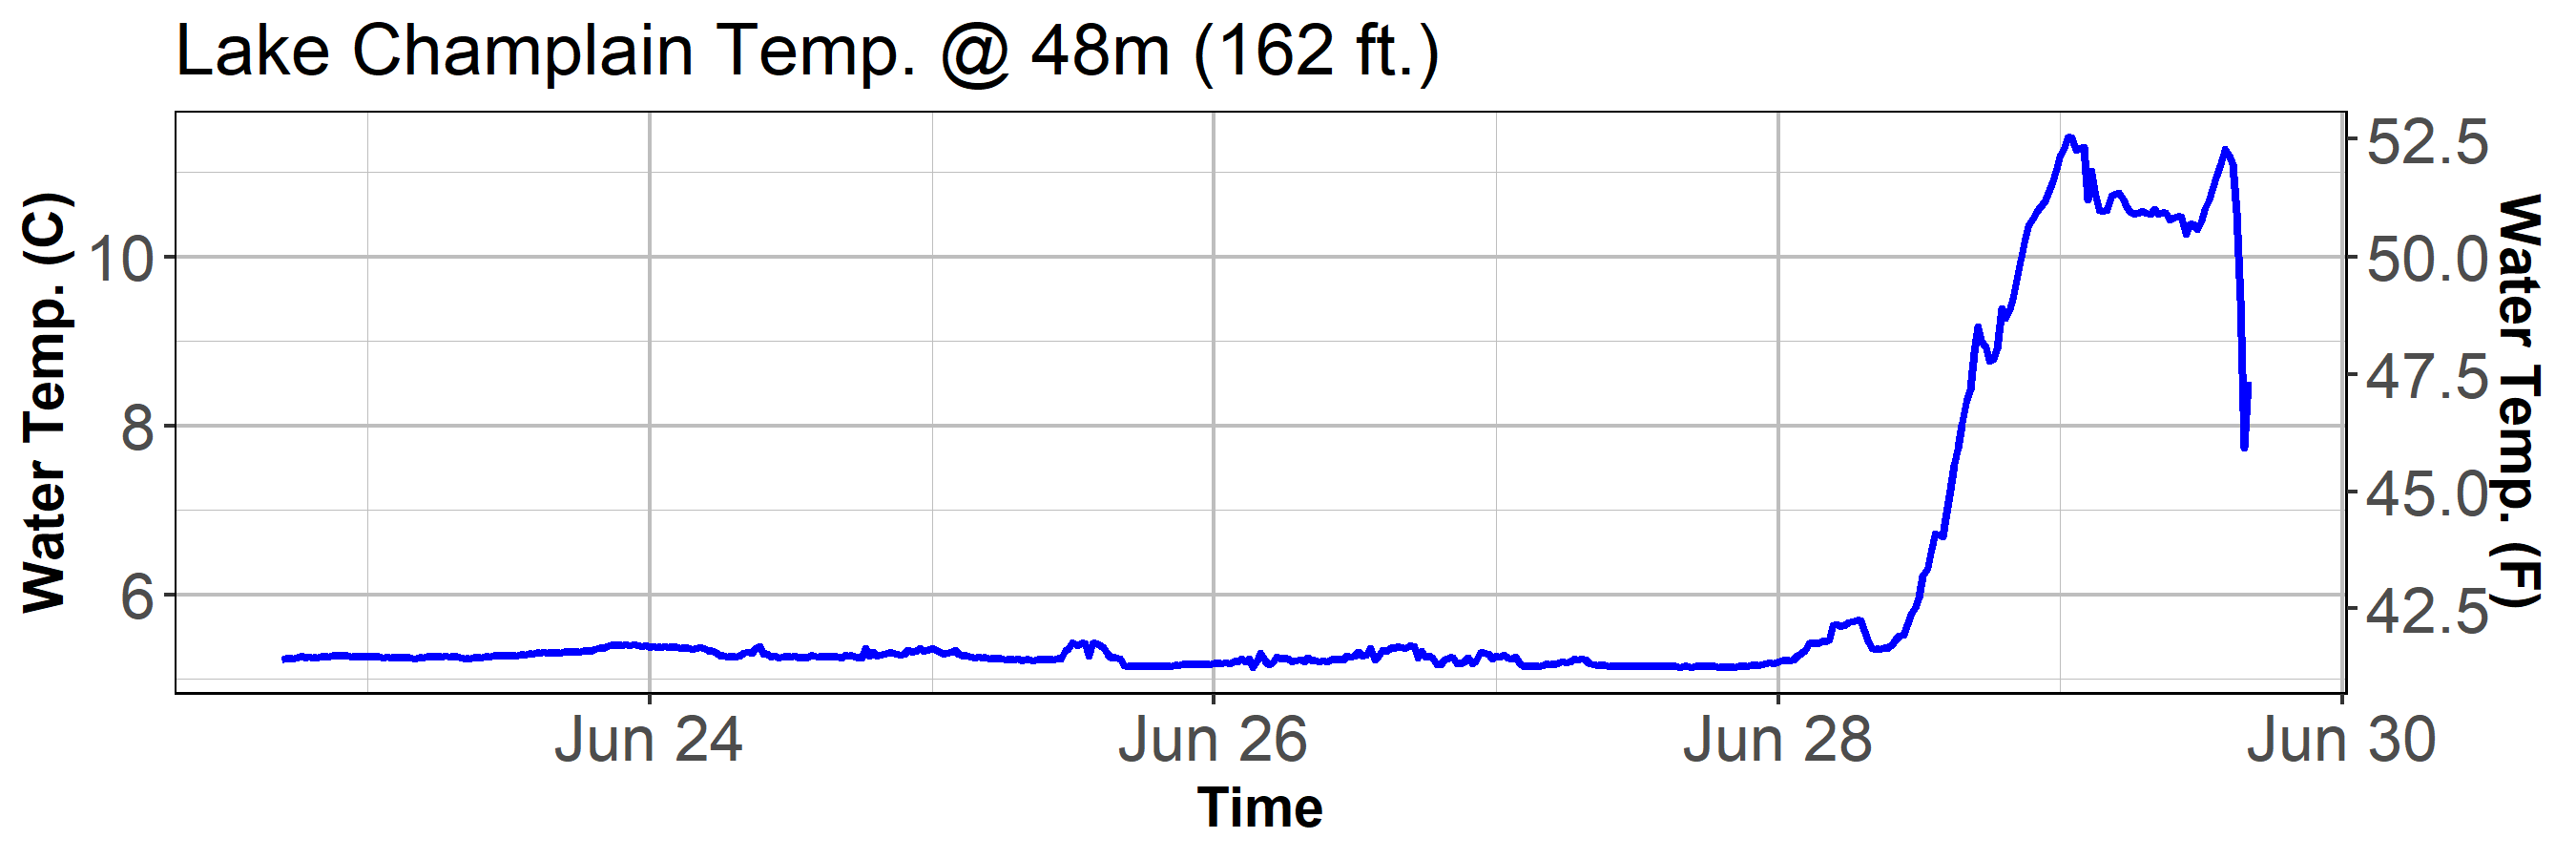 Lake Champlain Temp. @ 48m (162 ft.)
Water Temp. (C)
10
8
6
52.5
50.0
47.5
45.0
42.5
Water Temp. (F)
Jun 24
Jun 26
Jun 28
Jun 30
Time